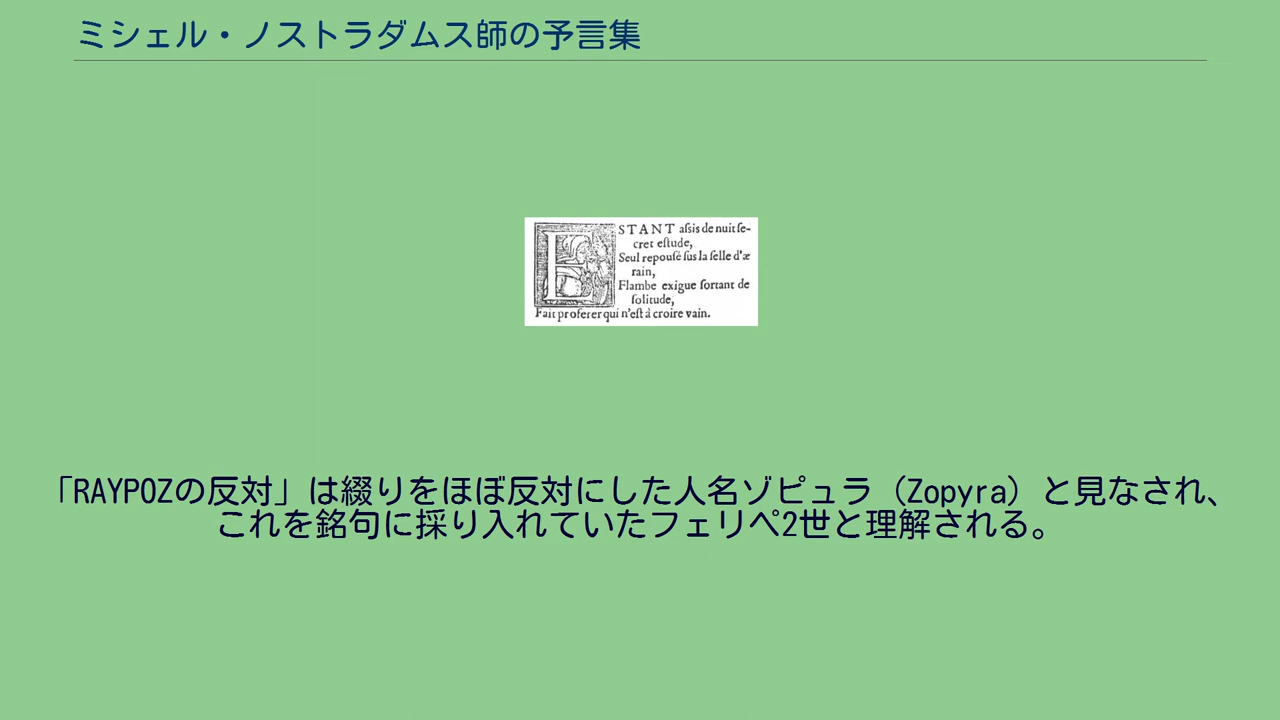 ミシェル・ノストラダムス師の予言集
ESTANT aſsis de nuit ſe-
cret eſtude,
Seul repouſé ſus la ſelle d'æ
rain,
Flambe exigue ſortant de
ſolitude,
Fait proferer qui n'eſt à croire vain.
「RAYPOZの反対」は綴りをほぼ反対にした人名ゾピュラ（Zopyra）と見なされ、
これを銘句に採り入れていたフェリペ2世と理解される。